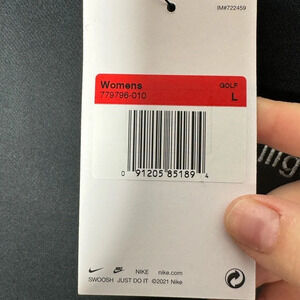 IM#722459
Womens GOLF
779796-010 L
0 91205 85189 4
NIKE nike.com
SWOOSH JUST DO IT ©2021 Nike